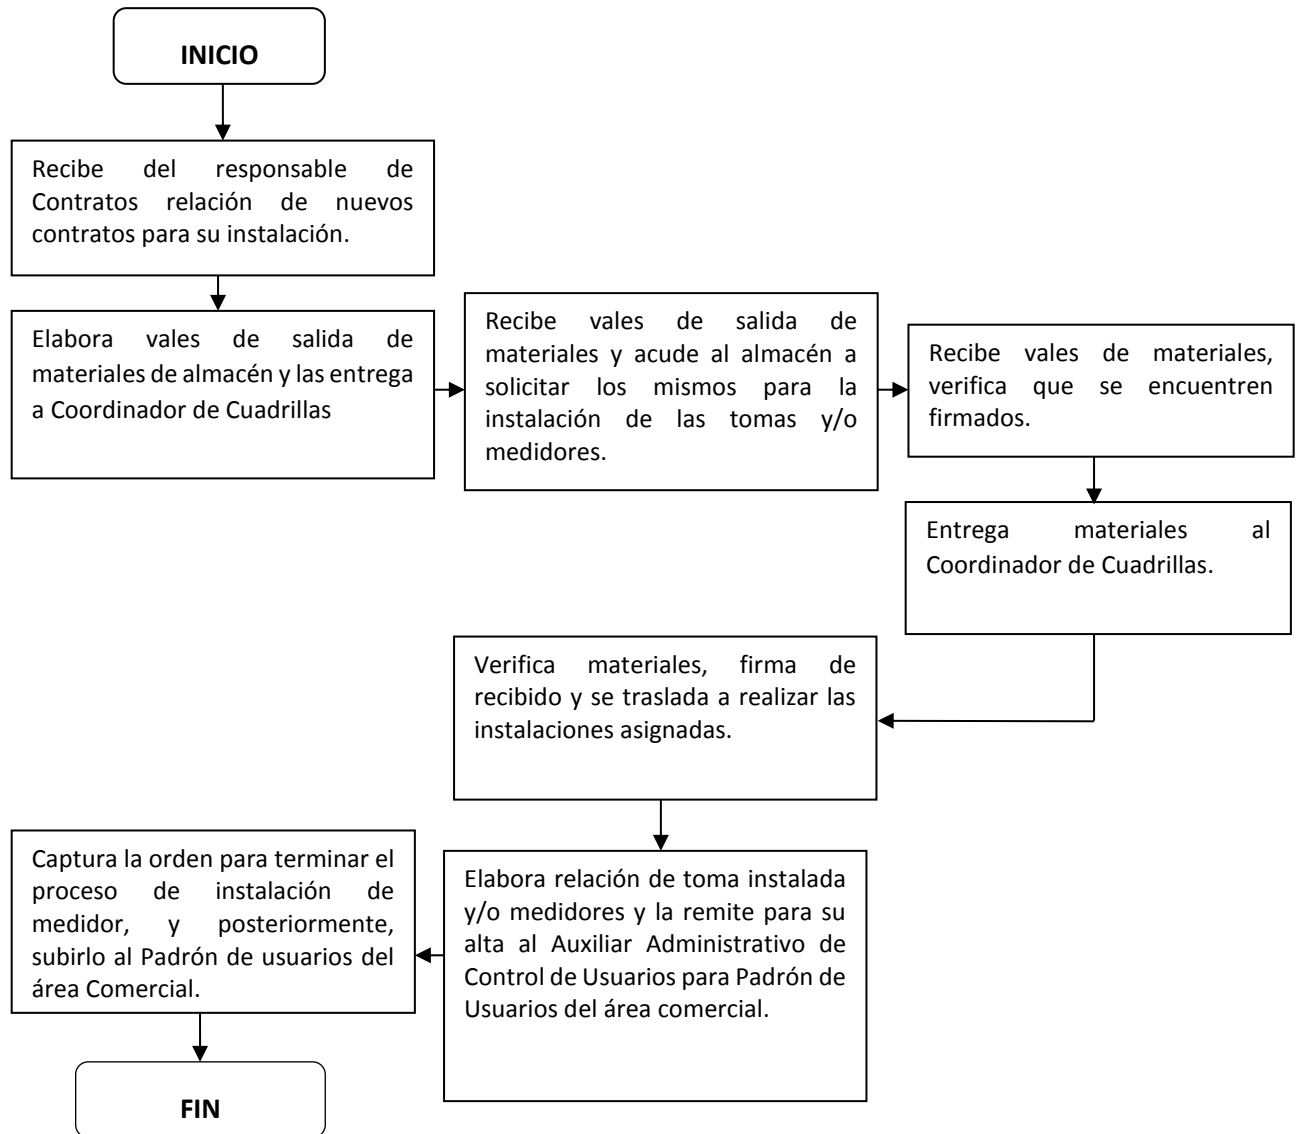 INICIO
Recibe del responsable de
Contratos relación de nuevos
contratos para su instalación.
Elabora vales de salida de
materiales de almacén y las entrega
a Coordinador de Cuadrillas
Recibe vales de salida de
materiales y acude al almacén a
solicitar los mismos para la
instalación de las tomas y/o
medidores.
Recibe vales de materiales,
verifica que se encuentren
firmados.
Entrega materiales al
Coordinador de Cuadrillas.
Verifica materiales, firma de
recibido y se traslada a realizar las
instalaciones asignadas.
Elabora relación de toma instalada
y/o medidores y la remite para su
alta al Auxiliar Administrativo de
Control de Usuarios para Padrón de
Usuarios del área comercial.
Captura la orden para terminar el
proceso de instalación de
medidor, y posteriormente,
subirlo al Padrón de usuarios del
área Comercial.
FIN